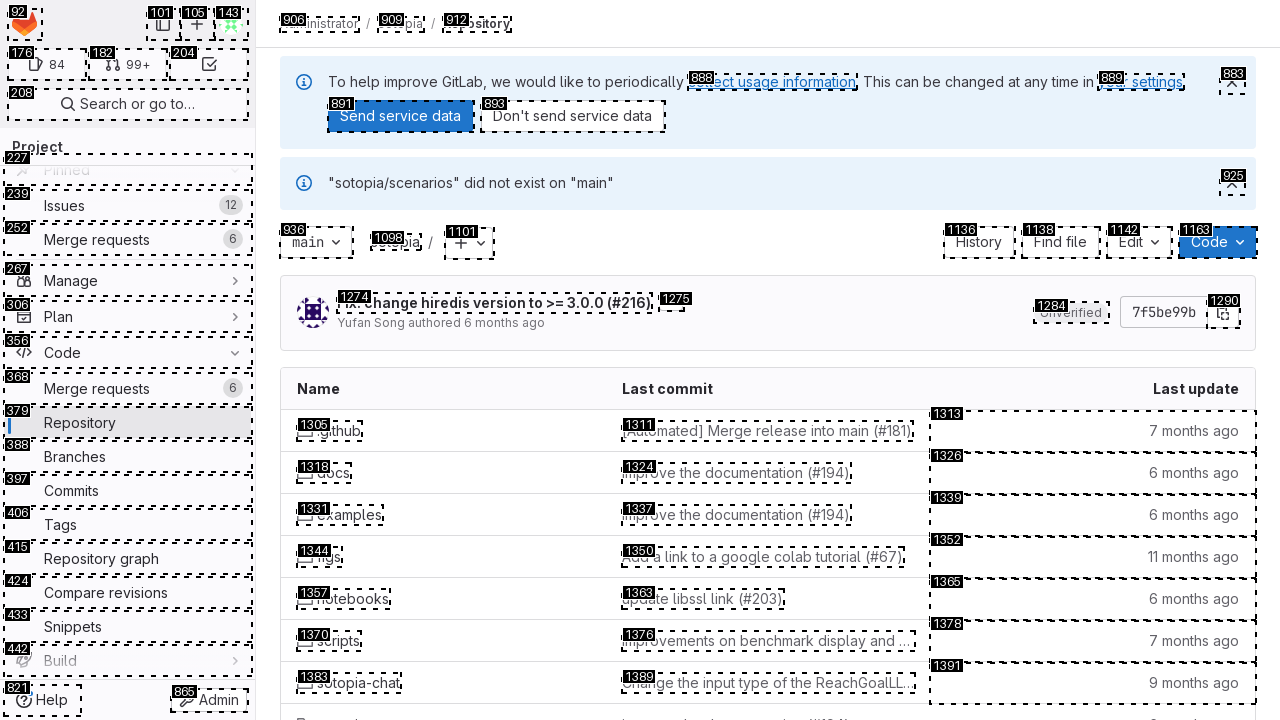 92
101
105
143
176
84
182
99+
204
208
Search or go to…
Project
227
Pinned
239
Issues
12
252
Merge requests
6
267
Manage
306
Plan
356
Code
368
Merge requests
6
379
Repository
388
Branches
397
Commits
406
Tags
415
Repository graph
424
Compare revisions
433
Snippets
442
Build
821
Help
865
Admin
906
909
912
Administrator / sotopia / Repository
To help improve GitLab, we would like to periodically 888 collect usage information. This can be changed at any time in 889 your settings.
883
891
Send service data
893
Don't send service data
"sotopia/scenarios" did not exist on "main"
925
936
main
1098
sotopia /
1101
1136
History
1138
Find file
1142
Edit
1163
Code
1274
fix: change hiredis version to >= 3.0.0 (#216)
1275
Yufan Song authored 6 months ago
1284
Unverified
7f5be99b
1290
Name Last commit Last update
1305
.github
1311
[Automated] Merge release into main (#181)
1313
7 months ago
1318
docs
1324
improve the documentation (#194)
1326
6 months ago
1331
examples
1337
improve the documentation (#194)
1339
6 months ago
1344
figs
1350
Add a link to a google colab tutorial (#67)
1352
11 months ago
1357
notebooks
1363
update libssl link (#203)
1365
6 months ago
1370
scripts
1376
improvements on benchmark display and …
1378
7 months ago
1383
sotopia-chat
1389
Change the input type of the ReachGoalLL…
1391
9 months ago